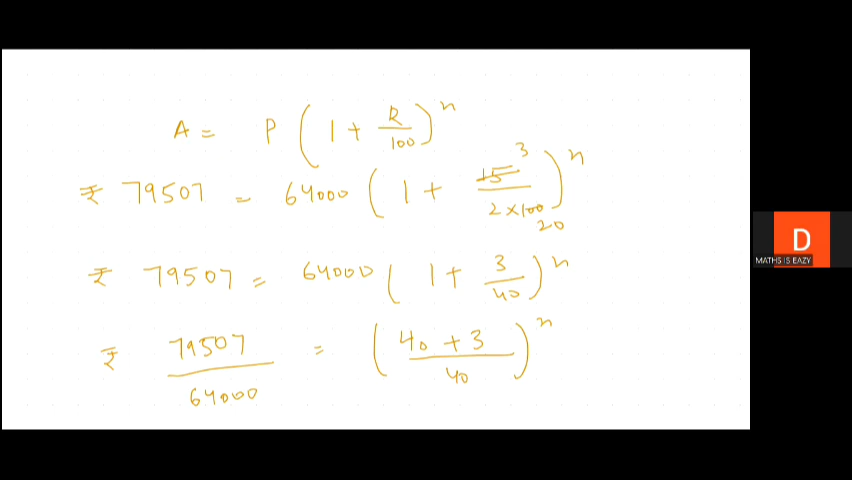 A = P ( 1 + R/100 )^n
₹ 79507 = 64000 ( 1 + 15 3 / 2 × 100 20 )^n
₹ 79507 = 64000 ( 1 + 3/40 )^n
₹ 79507/64000 = ( 40 + 3 / 40 )^n
D
MATHS IS EAZY